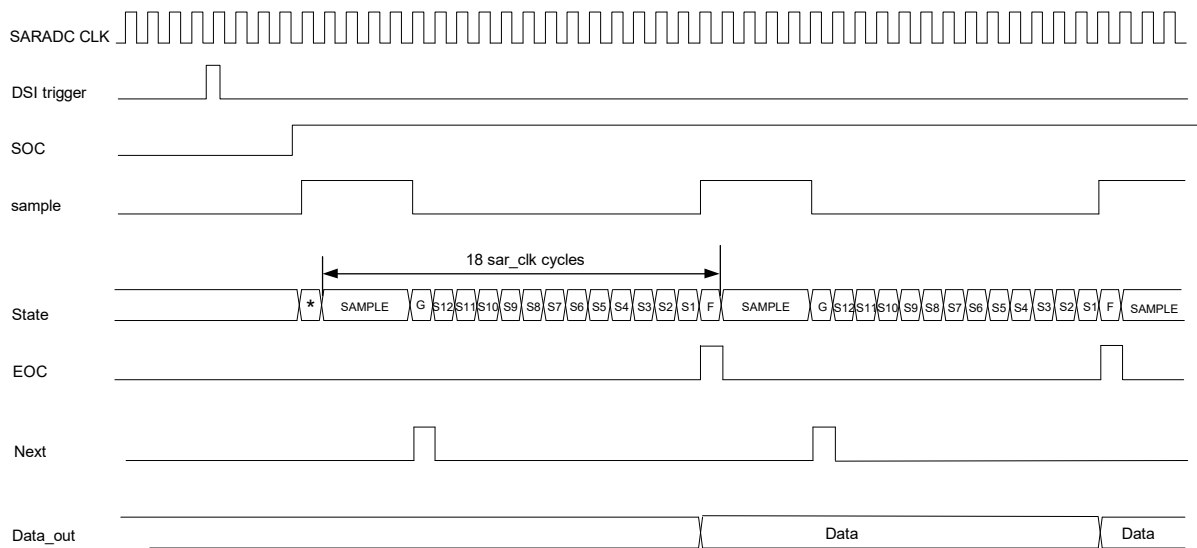 SARADC CLK
DSI trigger
SOC
sample
18 sar_clk cycles
State * SAMPLE G S12 S11 S10 S9 S8 S7 S6 S5 S4 S3 S2 S1 F SAMPLE G S12 S11 S10 S9 S8 S7 S6 S5 S4 S3 S2 S1 F SAMPLE
EOC
Next
Data_out Data Data